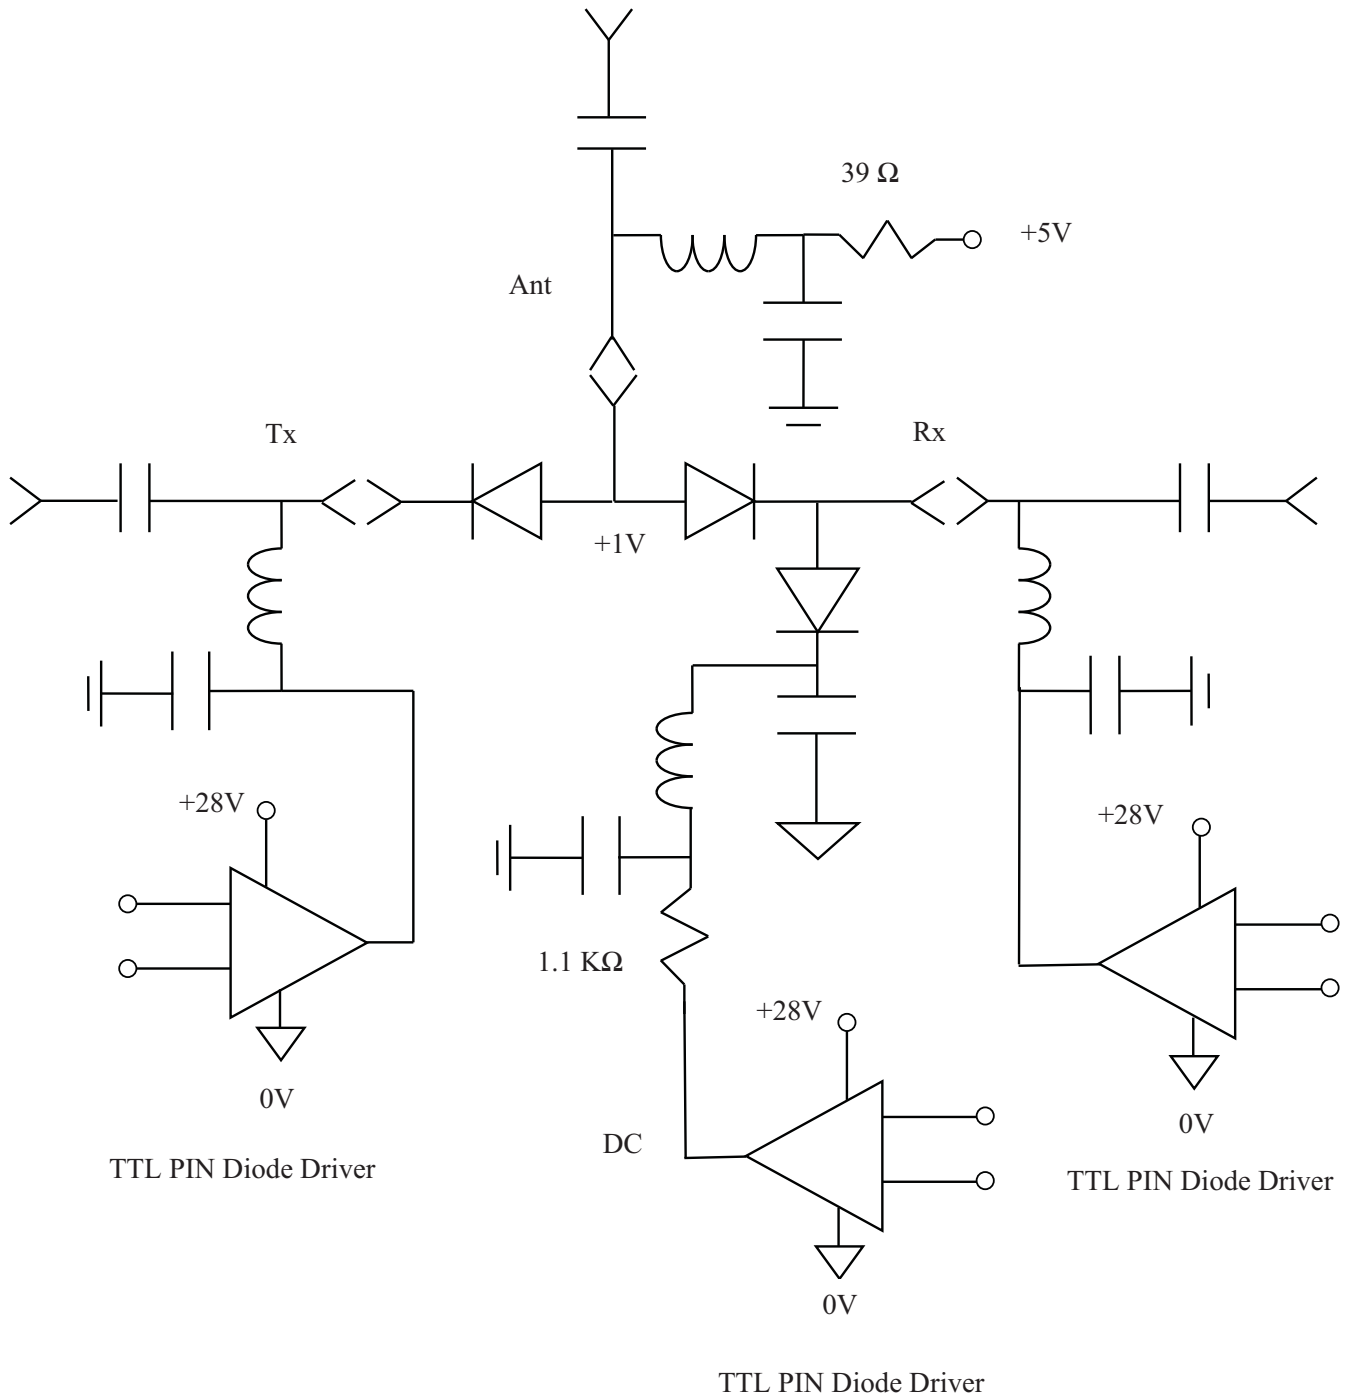 39 Ω
+5V
Ant
Tx
Rx
+1V
+28V
+28V
1.1 KΩ
+28V
0V
DC
0V
TTL PIN Diode Driver
TTL PIN Diode Driver
0V
TTL PIN Diode Driver